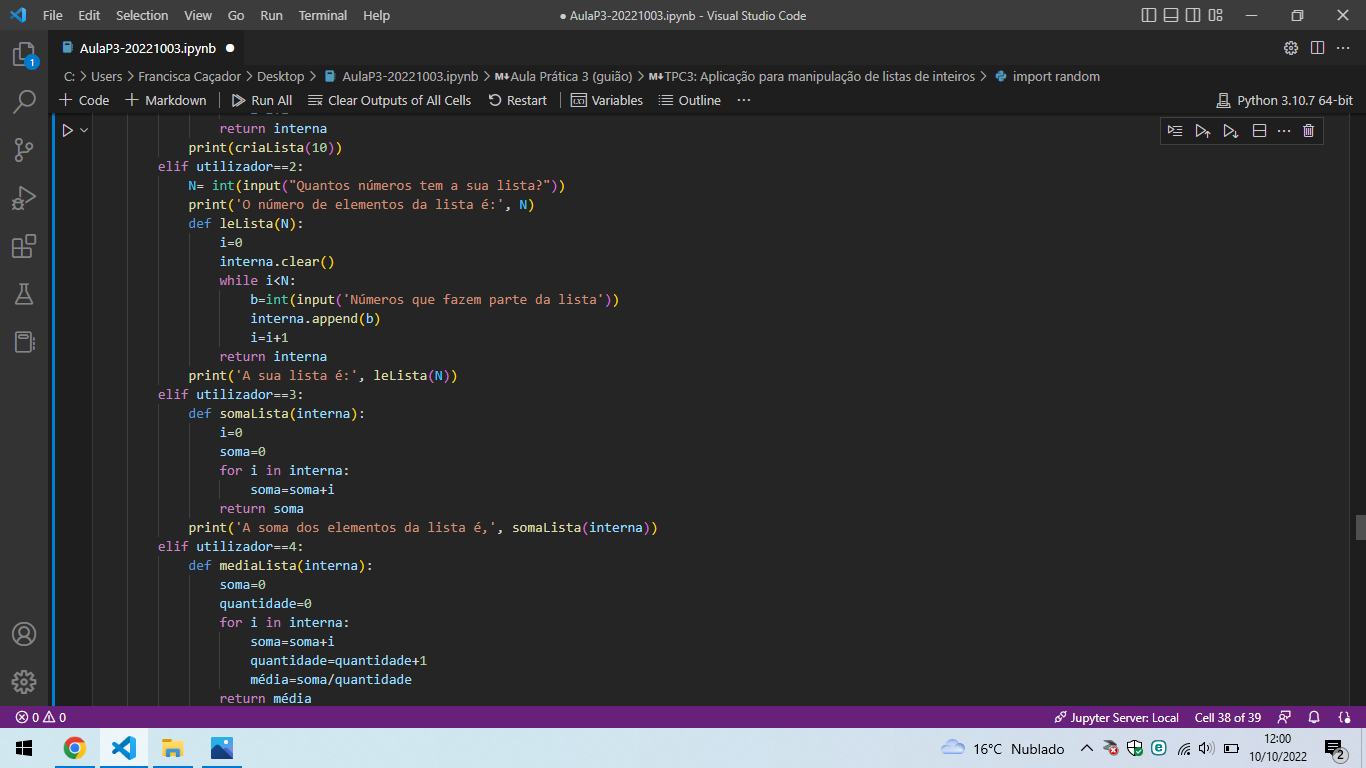 File Edit Selection View Go Run Terminal Help
● AulaP3-20221003.ipynb - Visual Studio Code
AulaP3-20221003.ipynb ●
C: > Users > Francisca Caçador > Desktop > AulaP3-20221003.ipynb > M↓Aula Prática 3 (guião) > M↓TPC3: Aplicação para manipulação de listas de inteiros > import random
+ Code + Markdown Run All Clear Outputs of All Cells Restart Variables Outline ... Python 3.10.7 64-bit
return interna
print(criaLista(10))
elif utilizador==2:
N= int(input("Quantos números tem a sua lista?"))
print('O número de elementos da lista é:', N)
def leLista(N):
i=0
interna.clear()
while i<N:
b=int(input('Números que fazem parte da lista'))
interna.append(b)
i=i+1
return interna
print('A sua lista é:', leLista(N))
elif utilizador==3:
def somaLista(interna):
i=0
soma=0
for i in interna:
soma=soma+i
return soma
print('A soma dos elementos da lista é,', somaLista(interna))
elif utilizador==4:
def mediaLista(interna):
soma=0
quantidade=0
for i in interna:
soma=soma+i
quantidade=quantidade+1
média=soma/quantidade
return média
0 0 Jupyter Server: Local Cell 38 of 39
16°C Nublado 12:00
10/10/2022
2
1